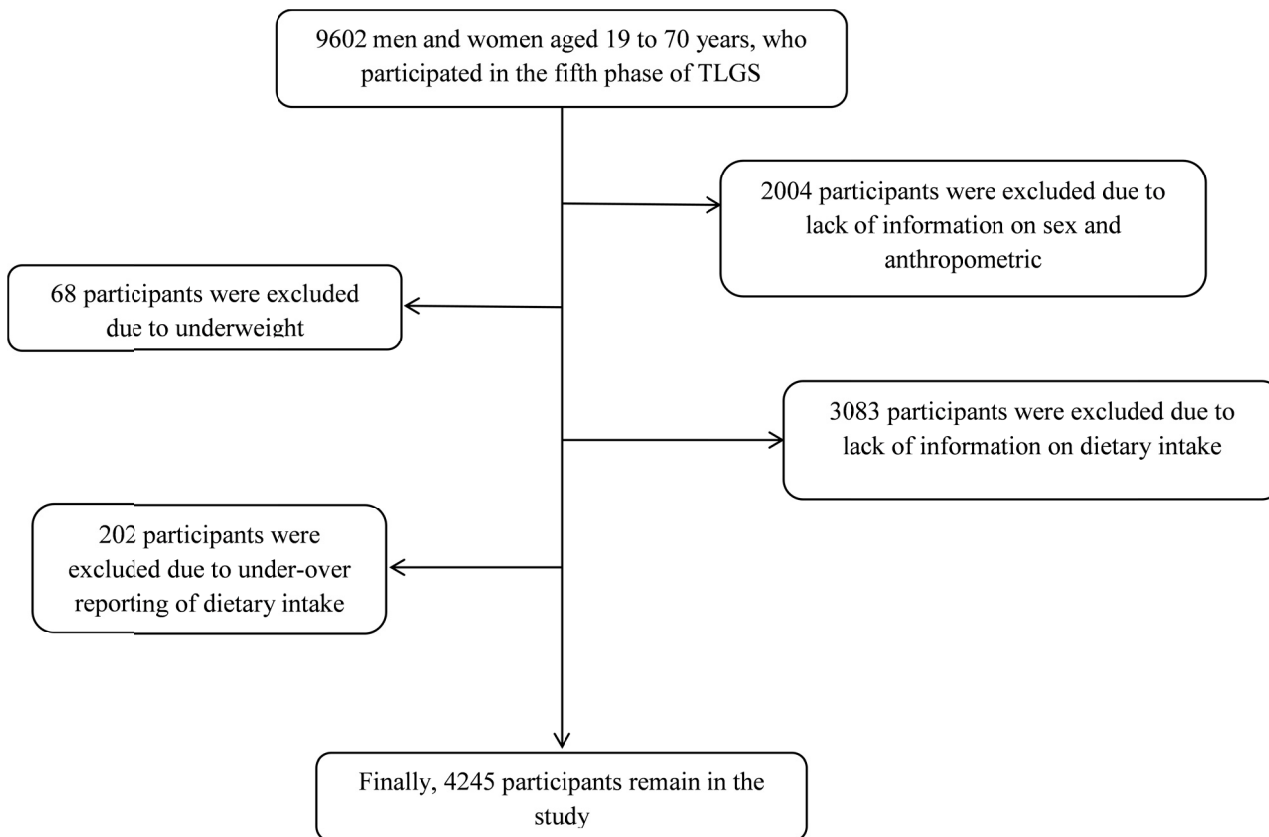 9602 men and women aged 19 to 70 years, who
participated in the fifth phase of TLGS
2004 participants were excluded due to
lack of information on sex and
anthropometric
68 participants were excluded
due to underweight
3083 participants were excluded due to
lack of information on dietary intake
202 participants were
excluded due to under-over
reporting of dietary intake
Finally, 4245 participants remain in the
study